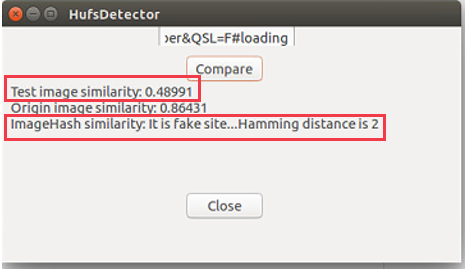 HufsDetector
per&QSL=F#loading
Compare
Test image similarity: 0.48991
Origin image similarity: 0.86431
ImageHash similarity: It is fake site...Hamming distance is 2
Close